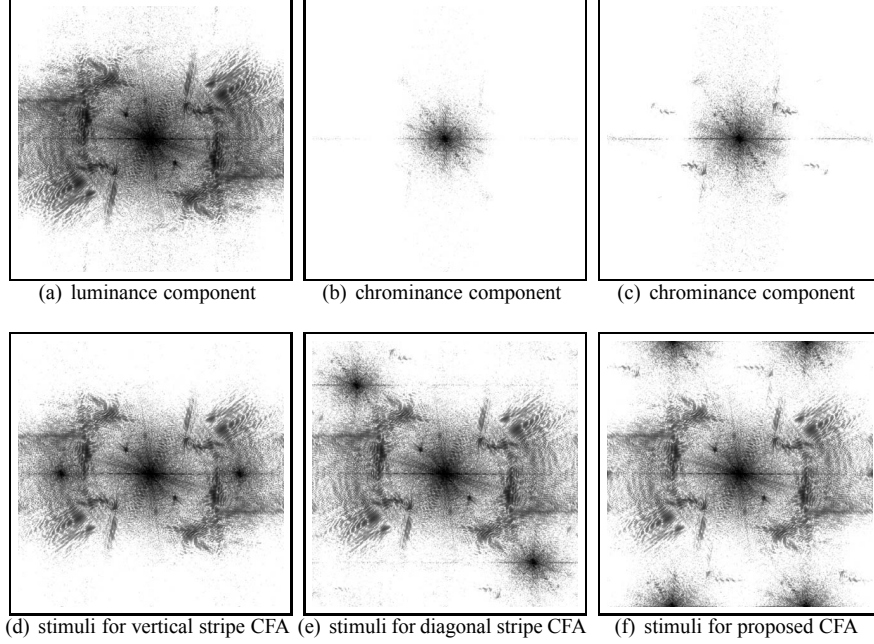 (a) luminance component
(b) chrominance component
(c) chrominance component
(d) stimuli for vertical stripe CFA
(e) stimuli for diagonal stripe CFA
(f) stimuli for proposed CFA